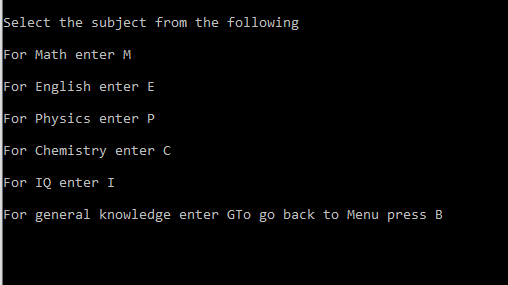 Select the subject from the following
For Math enter M
For English enter E
For Physics enter P
For Chemistry enter C
For IQ enter I
For general knowledge enter GTo go back to Menu press B